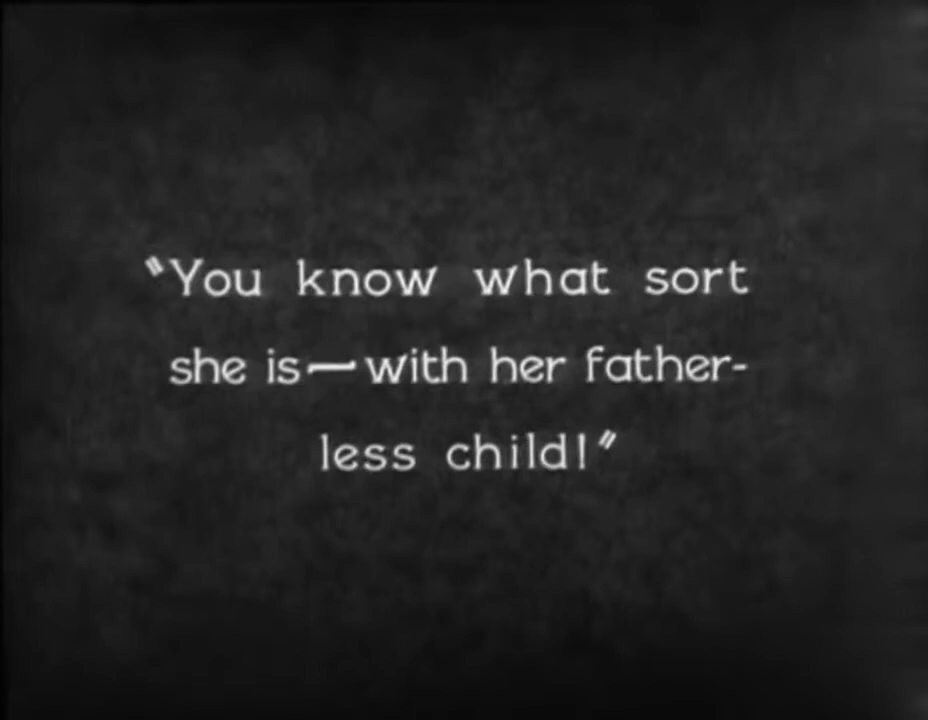 "You know what sort
she is—with her father-
less child!"